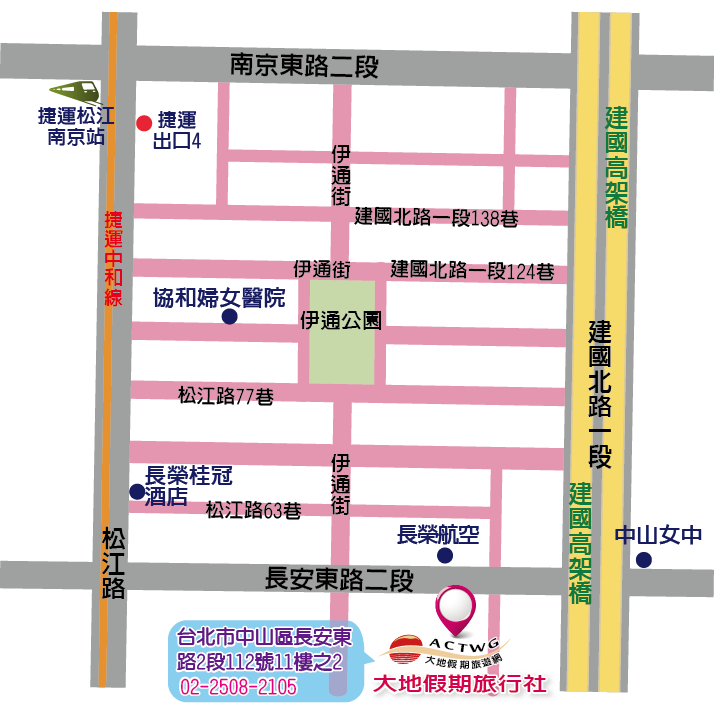 南京東路二段
捷運松江
南京站
捷運
出口4
伊通街
建國高架橋
捷運中和線
建國北路一段138巷
伊通街
建國北路一段124巷
協和婦女醫院
伊通公園
建國北路一段
松江路77巷
伊通街
長榮桂冠
酒店
松江路63巷
建國高架橋
長榮航空
中山女中
松江路
長安東路二段
台北市中山區長安東
路2段112號11樓之2
02-2508-2105
ACTWG
大地假期旅遊網
大地假期旅行社